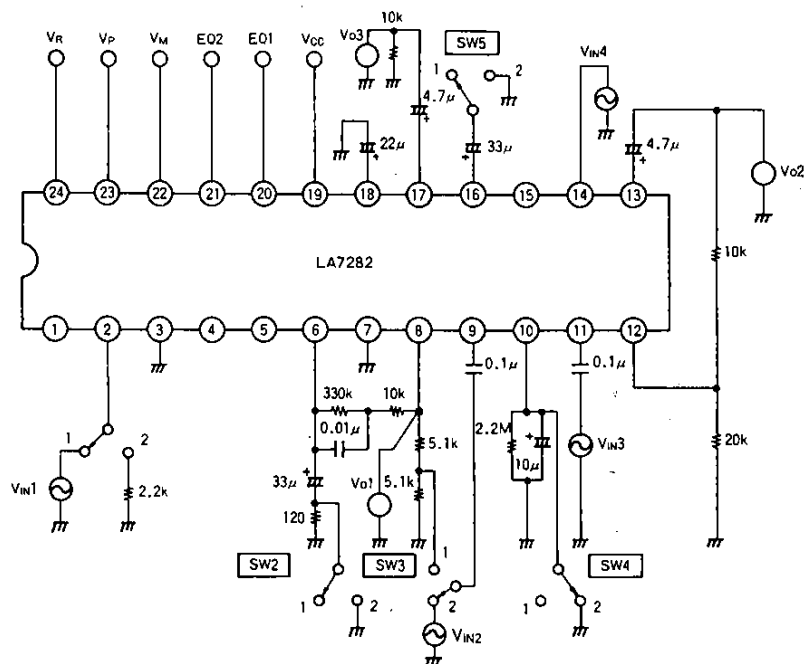 VR
VP
VM
EO2
EO1
VCC
VO3
10k
SW5
1
2
VIN4
4.7μ
22μ
33μ
4.7μ
VO2
+
+
+
+
24
23
22
21
20
19
18
17
16
15
14
13
10k
LA7282
1
2
3
4
5
6
7
8
9
10
11
12
0.1μ
0.1μ
330k
10k
0.01μ
5.1k
2.2M
+
10μ
VIN3
20k
1
2
VIN1
2.2k
+
33μ
120
VO1
5.1k
SW2
SW3
SW4
1
2
1
2
1
2
VIN2